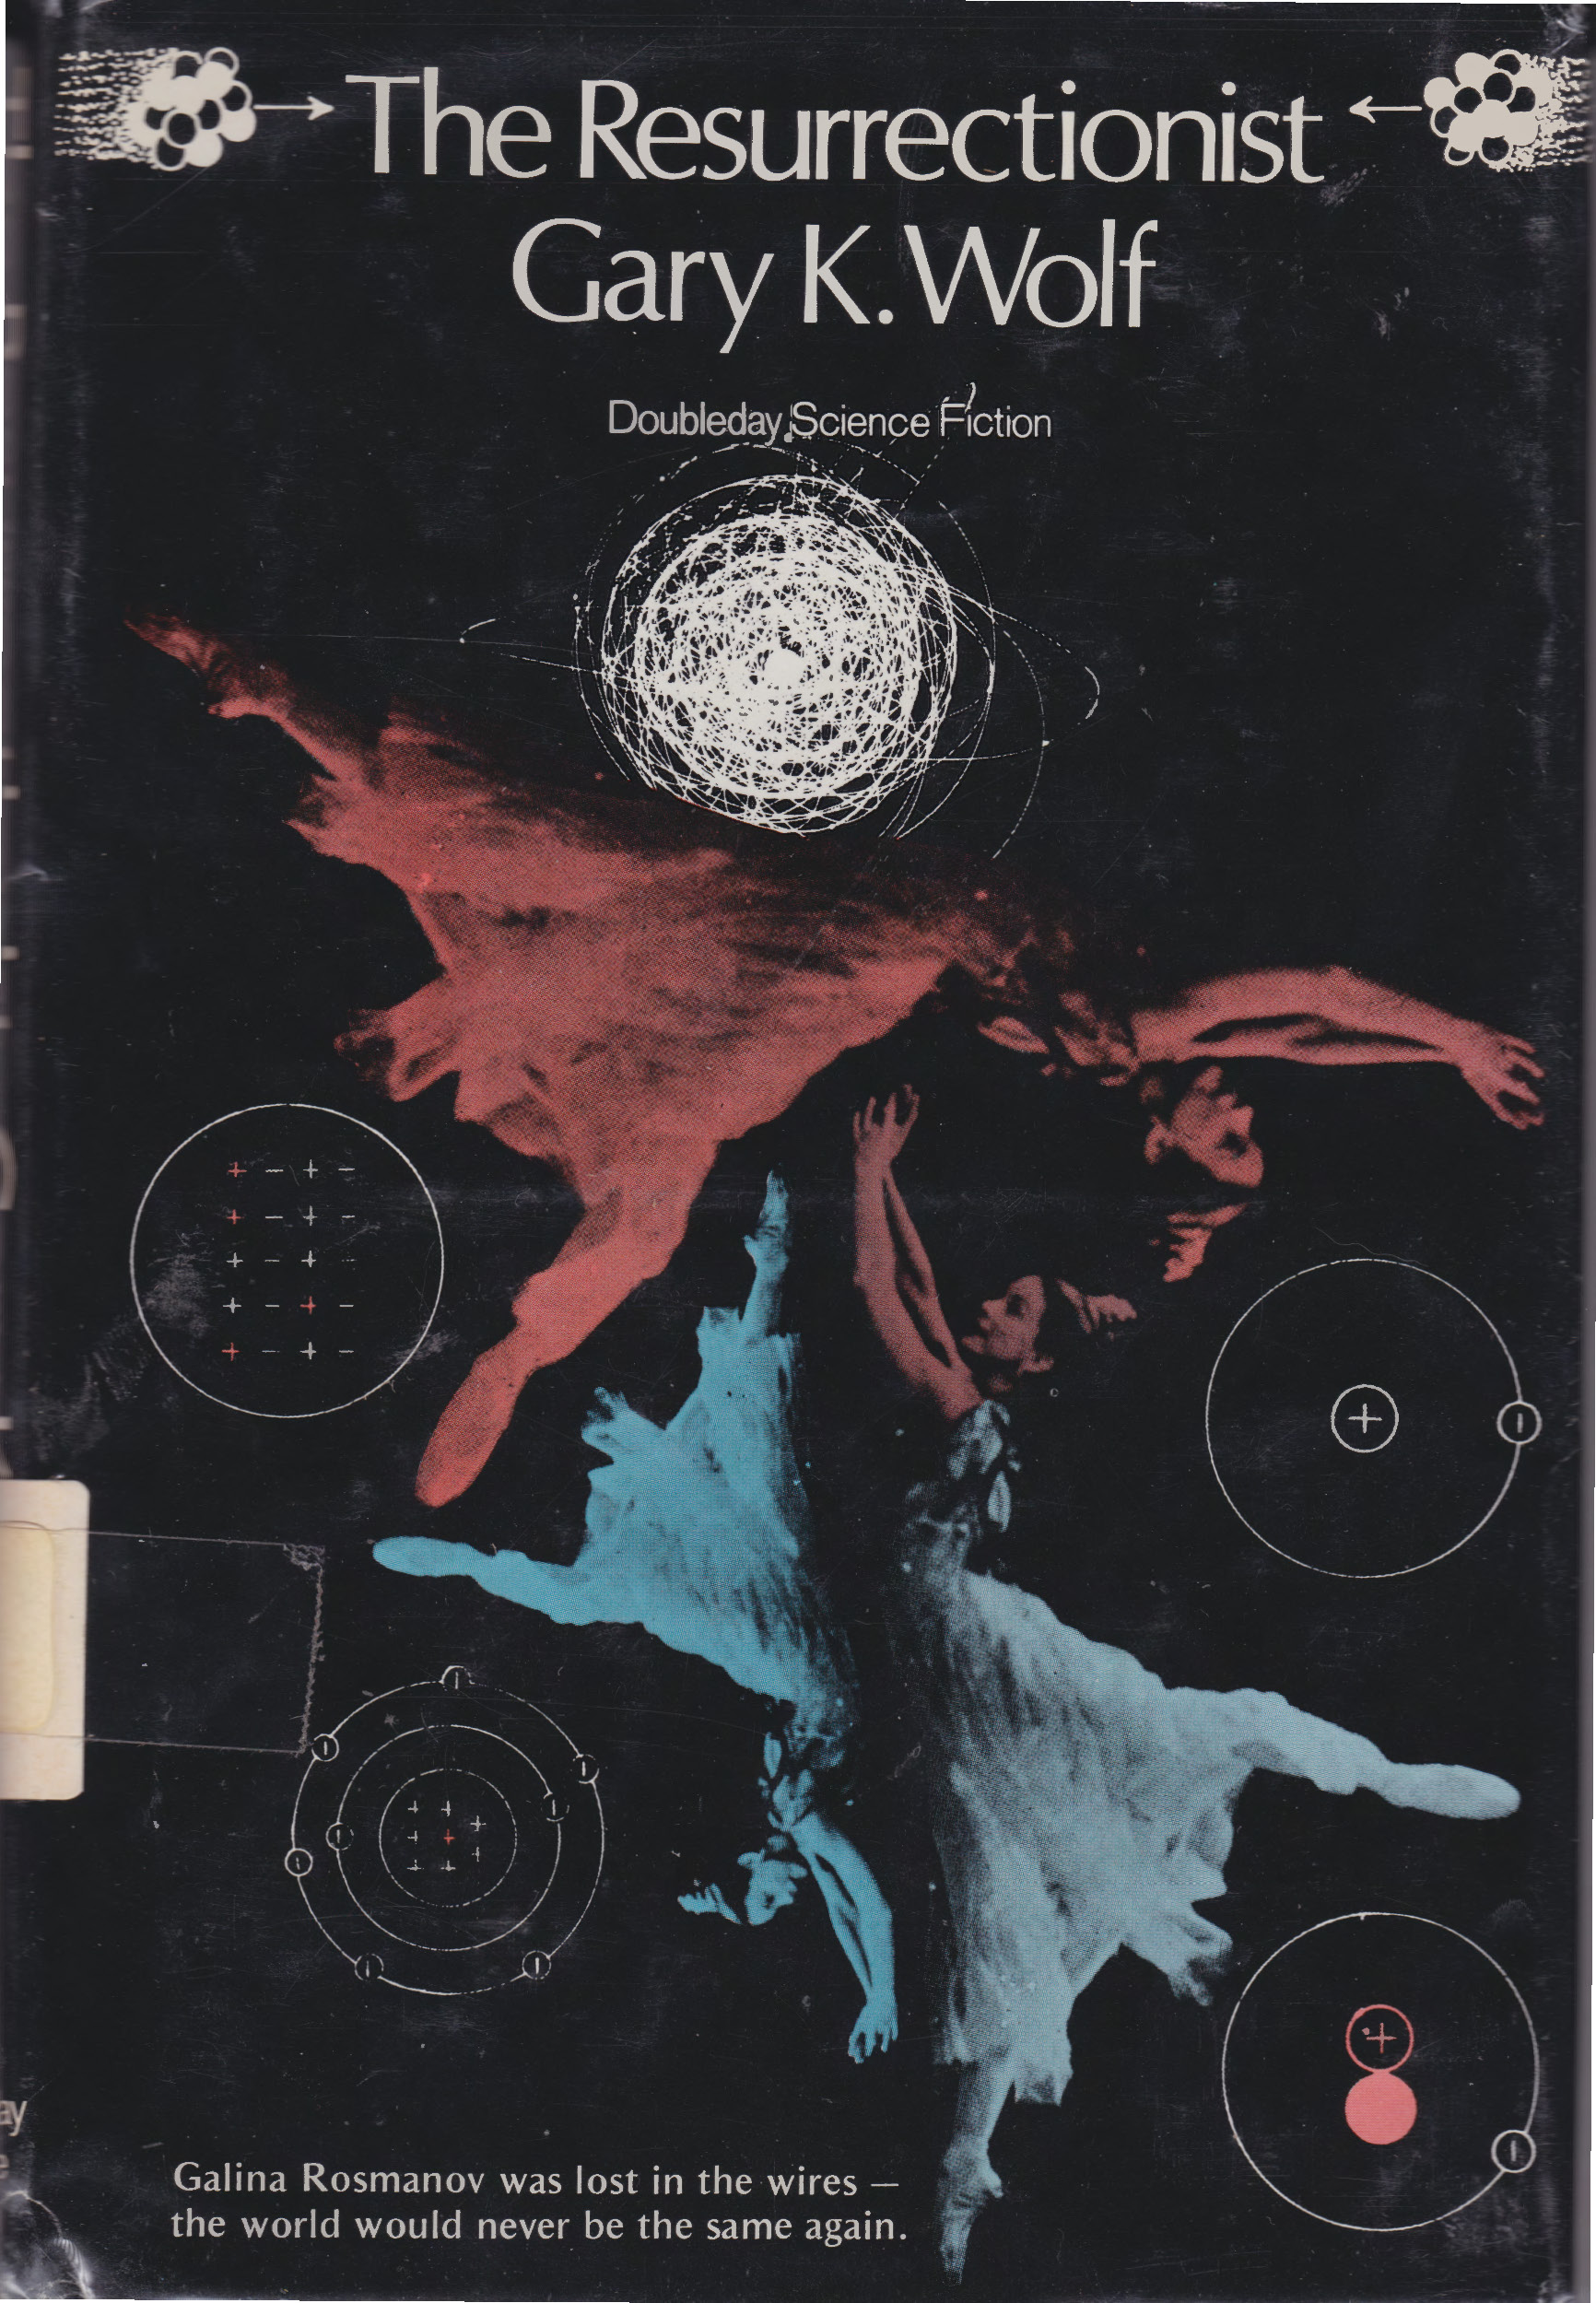 The Resurrectionist
Gary K. Wolf
Doubleday Science Fiction
Galina Rosmanov was lost in the wires —
the world would never be the same again.
ay
e